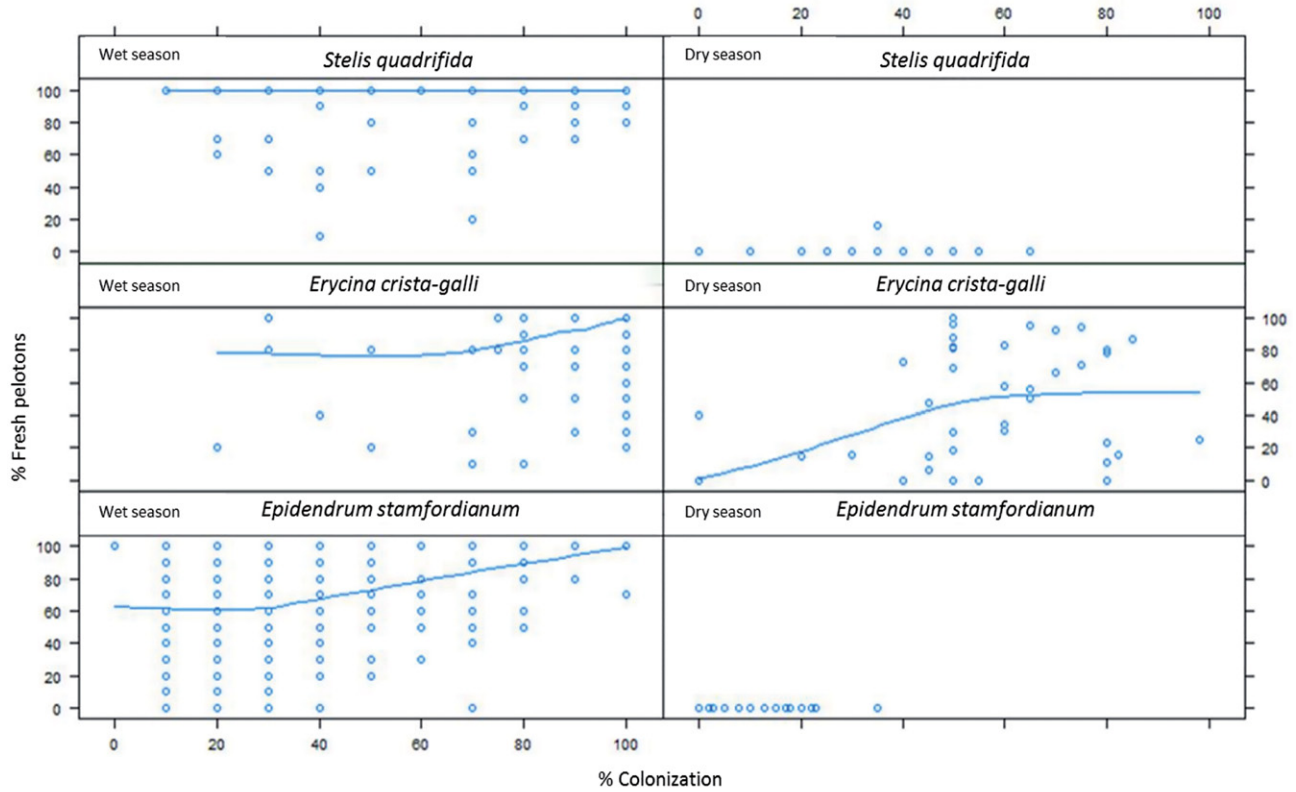 0 20 40 60 80 100
Wet season Stelis quadrifida Dry season Stelis quadrifida
100
80
60
40
20
0
Wet season Erycina crista-galli Dry season Erycina crista-galli
100
80
60
40
20
0
% Fresh pelotons
Wet season Epidendrum stamfordianum Dry season Epidendrum stamfordianum
100
80
60
40
20
0
0 20 40 60 80 100
% Colonization